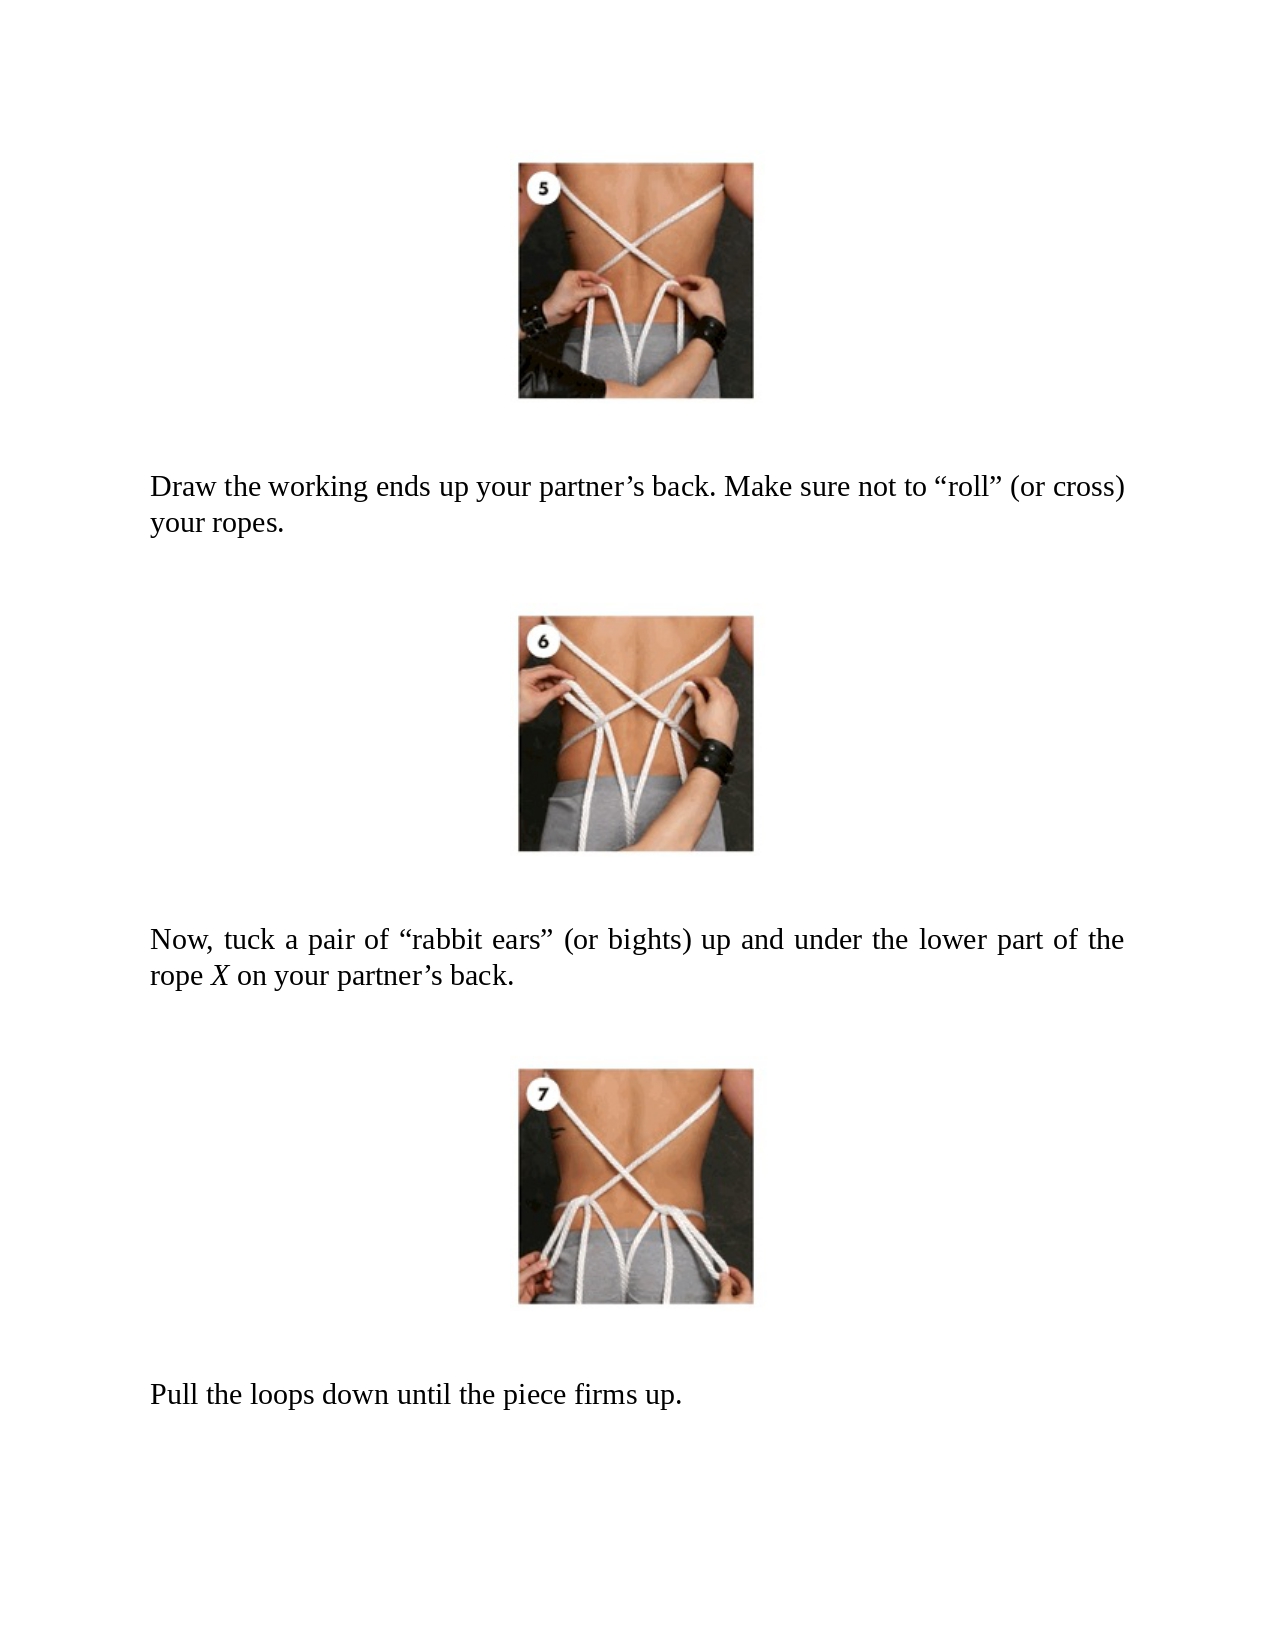 5
Draw the working ends up your partner’s back. Make sure not to “roll” (or cross)
your ropes.
6
Now, tuck a pair of “rabbit ears” (or bights) up and under the lower part of the
rope X on your partner’s back.
7
Pull the loops down until the piece firms up.